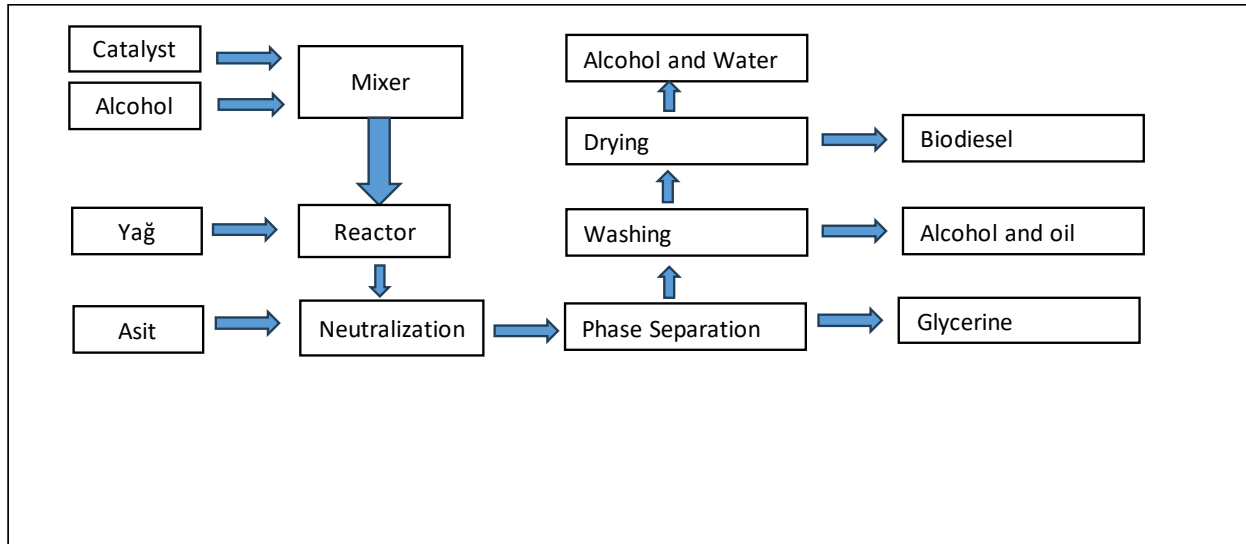 Catalyst
Alcohol
Mixer
Yağ
Reactor
Asit
Neutralization
Alcohol and Water
Drying
Biodiesel
Washing
Alcohol and oil
Phase Separation
Glycerine